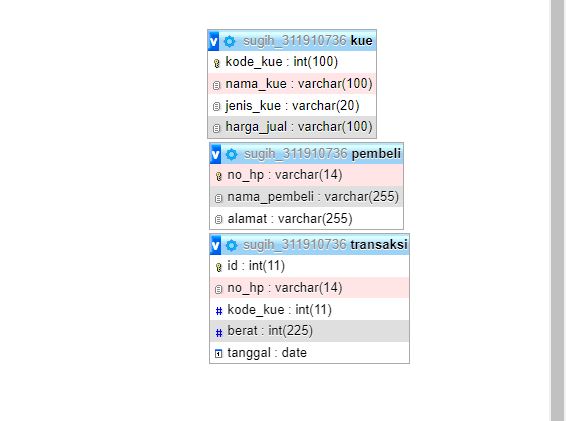 v sugih_311910736 kue
kode_kue : int(100)
nama_kue : varchar(100)
jenis_kue : varchar(20)
harga_jual : varchar(100)
v sugih_311910736 pembeli
no_hp : varchar(14)
nama_pembeli : varchar(255)
alamat : varchar(255)
v sugih_311910736 transaksi
id : int(11)
no_hp : varchar(14)
# kode_kue : int(11)
# berat : int(225)
tanggal : date